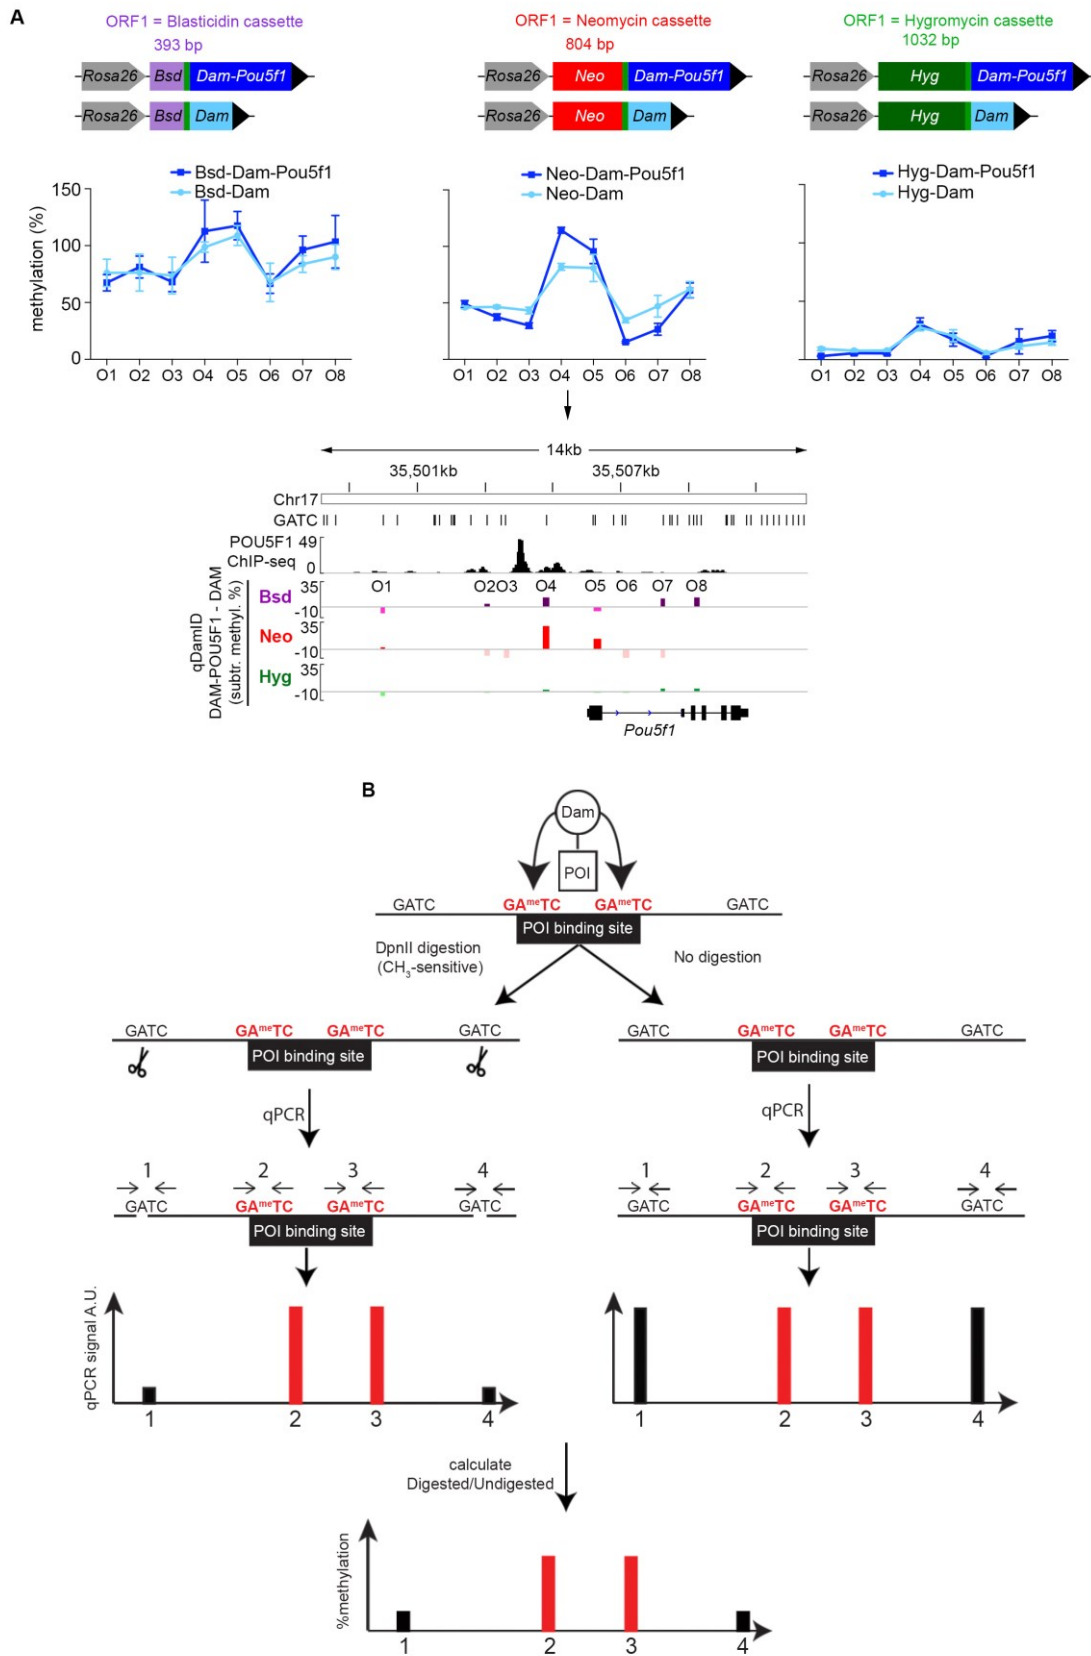 A
ORF1 = Blasticidin cassette
393 bp
ORF1 = Neomycin cassette
804 bp
ORF1 = Hygromycin cassette
1032 bp
Rosa26 Bsd Dam-Pou5f1
Rosa26 Neo Dam-Pou5f1
Rosa26 Hyg Dam-Pou5f1
Rosa26 Bsd Dam
Rosa26 Neo Dam
Rosa26 Hyg Dam
Bsd-Dam-Pou5f1
Bsd-Dam
Neo-Dam-Pou5f1
Neo-Dam
Hyg-Dam-Pou5f1
Hyg-Dam
methylation (%)
150
100
50
0
O1 O2 O3 O4 O5 O6 O7 O8
O1 O2 O3 O4 O5 O6 O7 O8
O1 O2 O3 O4 O5 O6 O7 O8
14kb
35,501kb 35,507kb
Chr17
GATC
POU5F1 49
ChIP-seq 0
O1 O2 O3 O4 O5 O6 O7 O8
qDamID
DAM-POU5F1 - DAM
(subtr. methyl. %)
Bsd 35
-10
Neo 35
-10
Hyg 35
-10
Pou5f1
B
Dam
POI
GATC GAmeTC GAmeTC GATC
POI binding site
DpnII digestion
(CH3-sensitive)
No digestion
GATC GAmeTC GAmeTC GATC
POI binding site
GATC GAmeTC GAmeTC GATC
POI binding site
qPCR
qPCR
1 2 3 4
GATC GAmeTC GAmeTC GATC
POI binding site
1 2 3 4
GATC GAmeTC GAmeTC GATC
POI binding site
qPCR signal A.U.
1 2 3 4
1 2 3 4
calculate
Digested/Undigested
%methylation
1 2 3 4